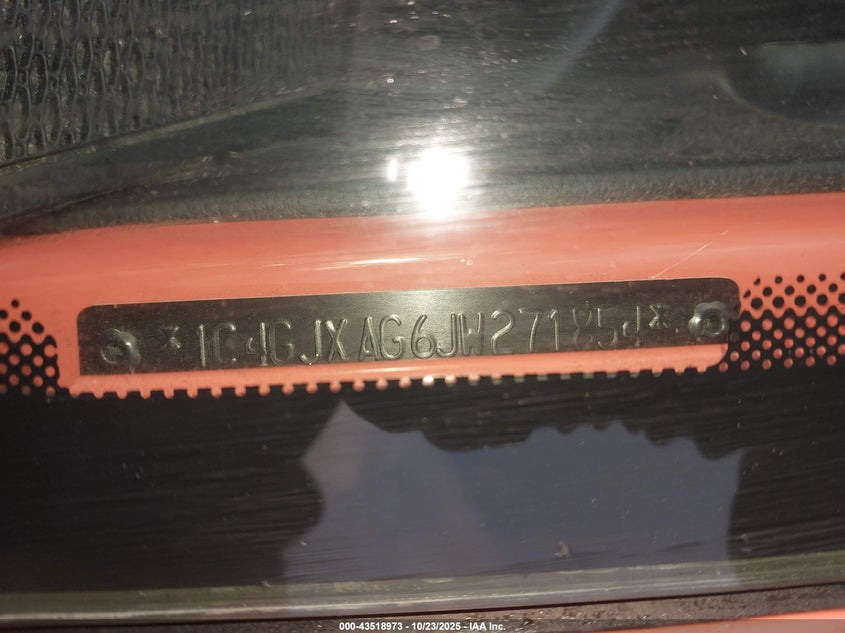 *1C4GJXAG6JW271854*
000-43518973 - 10/23/2025 - IAA Inc.